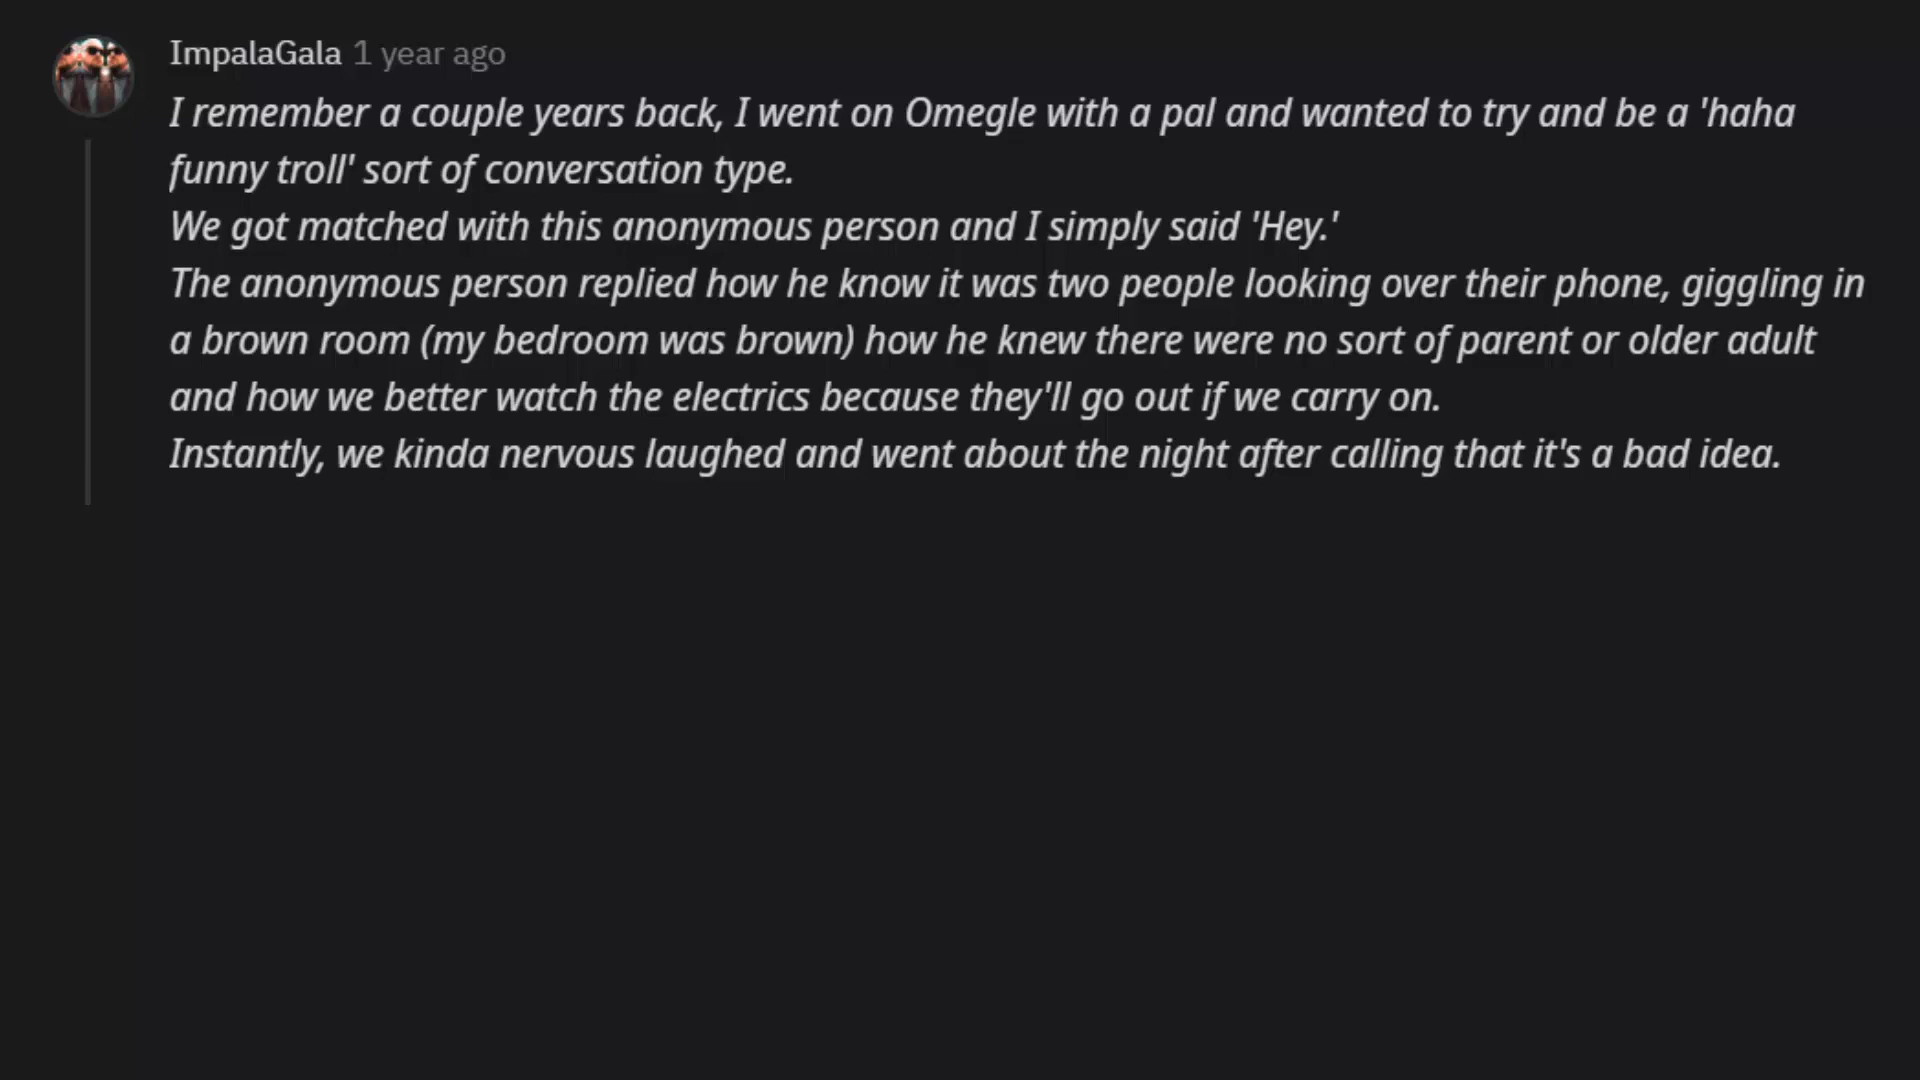 ImpalaGala 1 year ago
I remember a couple years back, I went on Omegle with a pal and wanted to try and be a 'haha
funny troll' sort of conversation type.
We got matched with this anonymous person and I simply said 'Hey.'
The anonymous person replied how he know it was two people looking over their phone, giggling in
a brown room (my bedroom was brown) how he knew there were no sort of parent or older adult
and how we better watch the electrics because they'll go out if we carry on.
Instantly, we kinda nervous laughed and went about the night after calling that it's a bad idea.